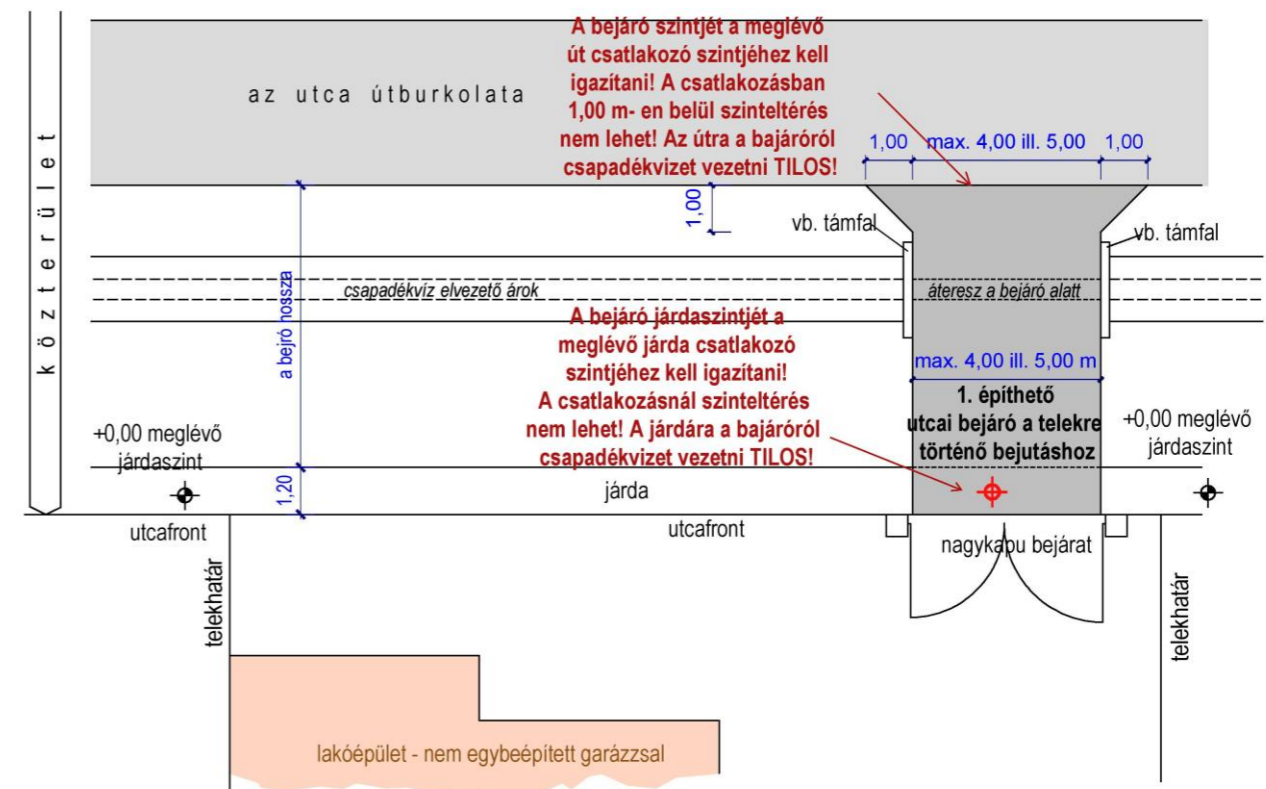 A bejáró szintjét a meglévő
út csatlakozó szintjéhez kell
igazítani! A csatlakozásban
1,00 m- en belül szinteltérés
nem lehet! Az útra a bajáróról
csapadékvizet vezetni TILOS!
az utca útburkolata
közterület
1,00
max. 4,00 ill. 5,00
1,00
1,00
vb. támfal
vb. támfal
a bejró hossza
csapadékvíz elvezető árok
áteresz a bejáró alatt
A bejáró járdaszintjét a
meglévő járda csatlakozó
szintjéhez kell igazítani!
A csatlakozásnál szinteltérés
nem lehet! A járdára a bajáróról
csapadékvizet vezetni TILOS!
max. 4,00 ill. 5,00 m
1. építhető
utcai bejáró a telekre
történő bejutáshoz
+0,00 meglévő
járdaszint
+0,00 meglévő
járdaszint
1,20
járda
utcafront
utcafront
nagykapu bejárat
telekhatár
telekhatár
lakóépület - nem egybeépített garázzsal